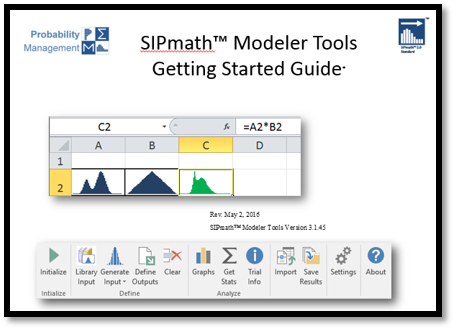 Probability
Management
SIPmath™ Modeler Tools
Getting Started Guide
SIPmath™ 2.0
Standard
C2
fx
=A2*B2
A B C D
1
2
Rev. May 2, 2016
SIPmath™ Modeler Tools Version 3.1.45
Initialize
Library Input
Generate Input
Define Outputs
Clear
Graphs
Get Stats
Trial Info
Import
Save Results
Settings
About
Initialize
Define
Analyze